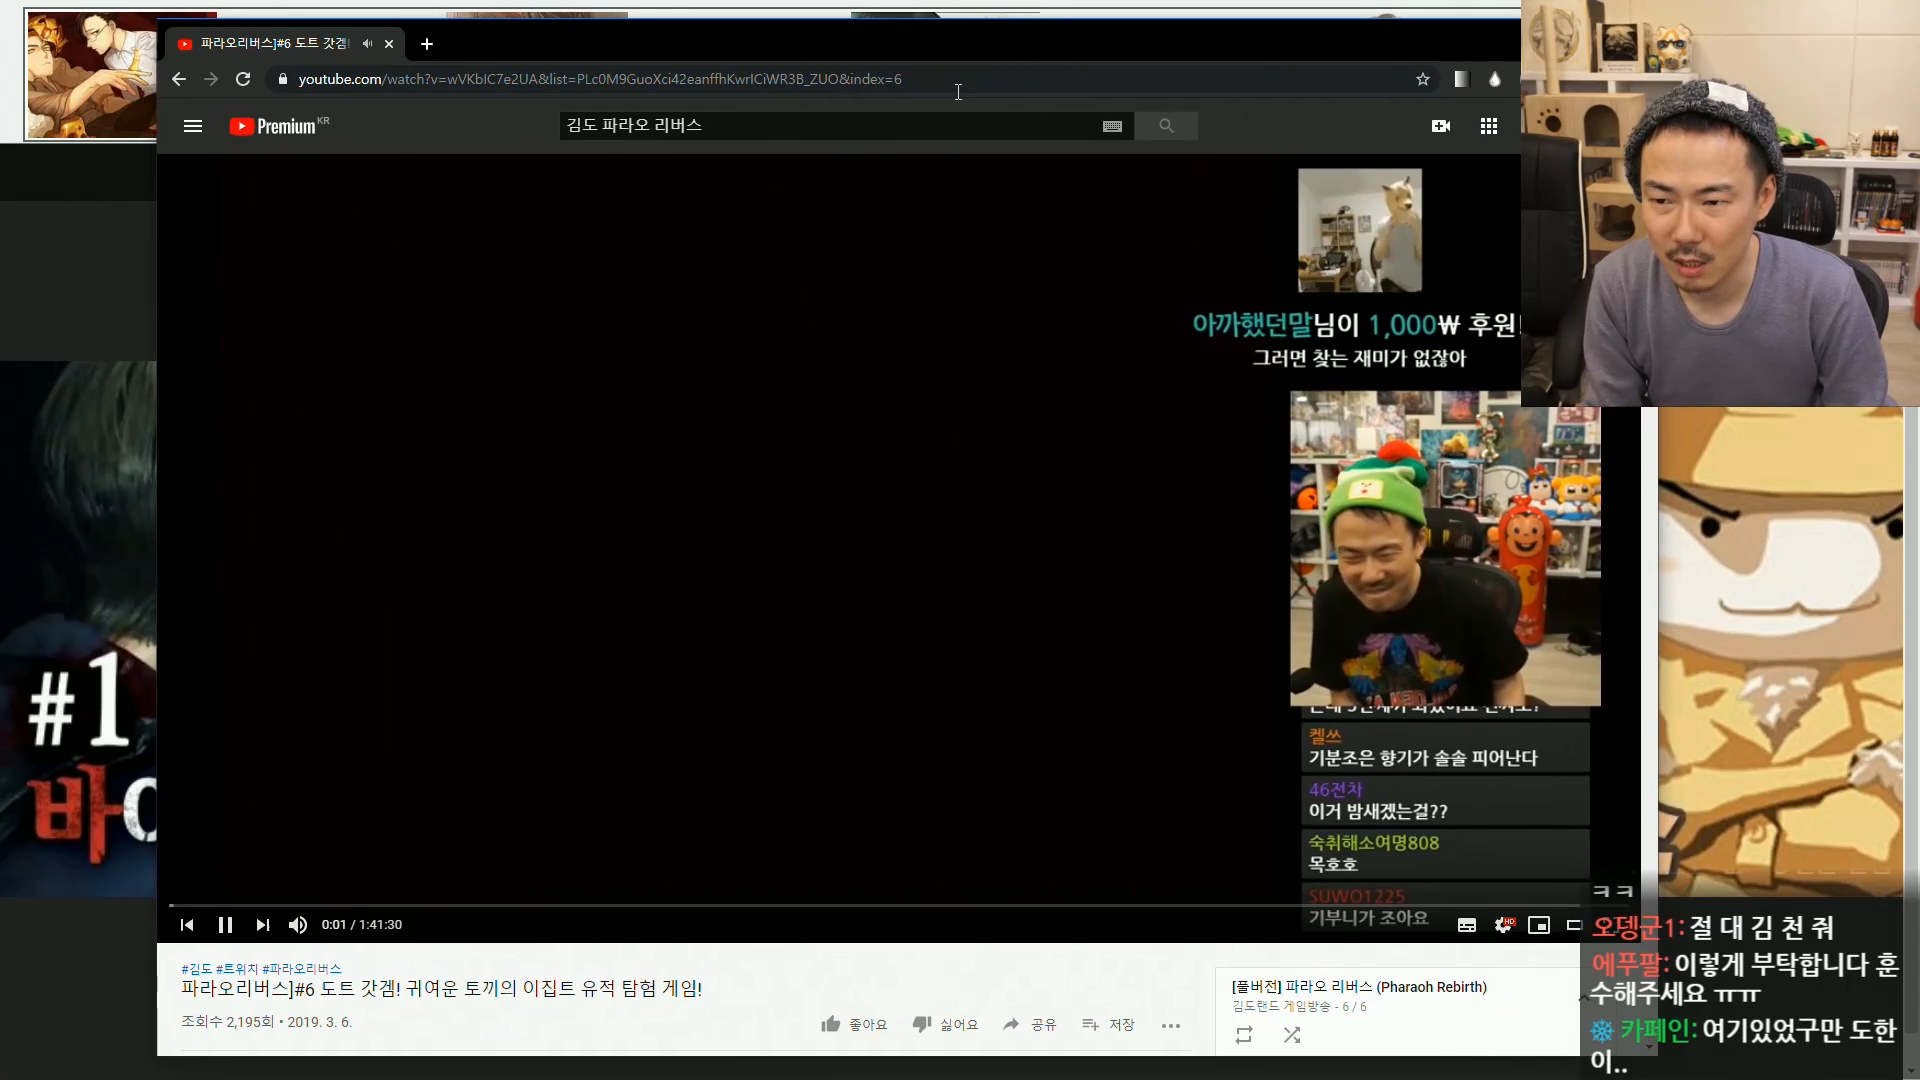 파라오리버스]#6 도트 갓겜!
youtube.com/watch?v=wVKbIC7e2UA&list=PLc0M9GuoXci42eanffhKwrICiWR3B_ZUO&index=6
Premium KR
김도 파라오 리버스
아까했던말님이 1,000₩ 후원!
그러면 찾는 재미가 없잖아
켈쓰
기분조은 향기가 솔솔 피어난다
46전차
이거 밤새겠는걸??
숙취해소여명808
목호호
SUWO1225
기부니가 조아요
#1
바
0:01 / 1:41:30
HD
#김도 #트위치 #파라오리버스
파라오리버스]#6 도트 갓겜! 귀여운 토끼의 이집트 유적 탐험 게임!
조회수 2,195회 • 2019. 3. 6.
좋아요
싫어요
공유
저장
[풀버전] 파라오 리버스 (Pharaoh Rebirth)
김도랜드 게임방송 - 6 / 6
ㅋㅋ
오뎅군1: 절 대 김 천 줘
에푸팔: 이렇게 부탁합니다 훈
수해주세요 ㅠㅠ
카페인: 여기있었구만 도한
이..